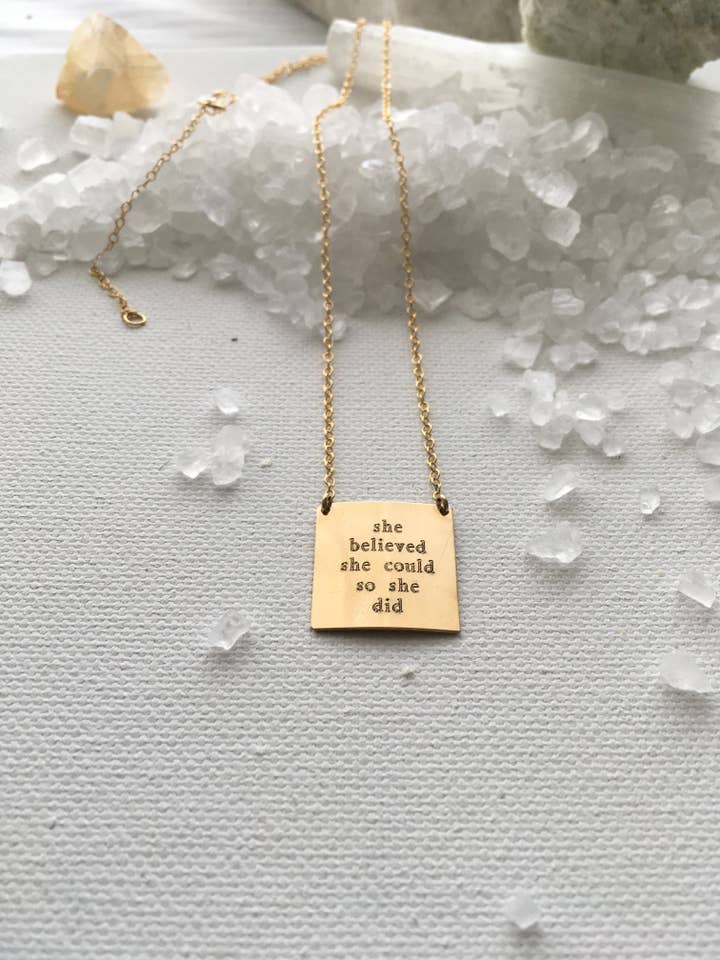 she
believed
she could
so she
did